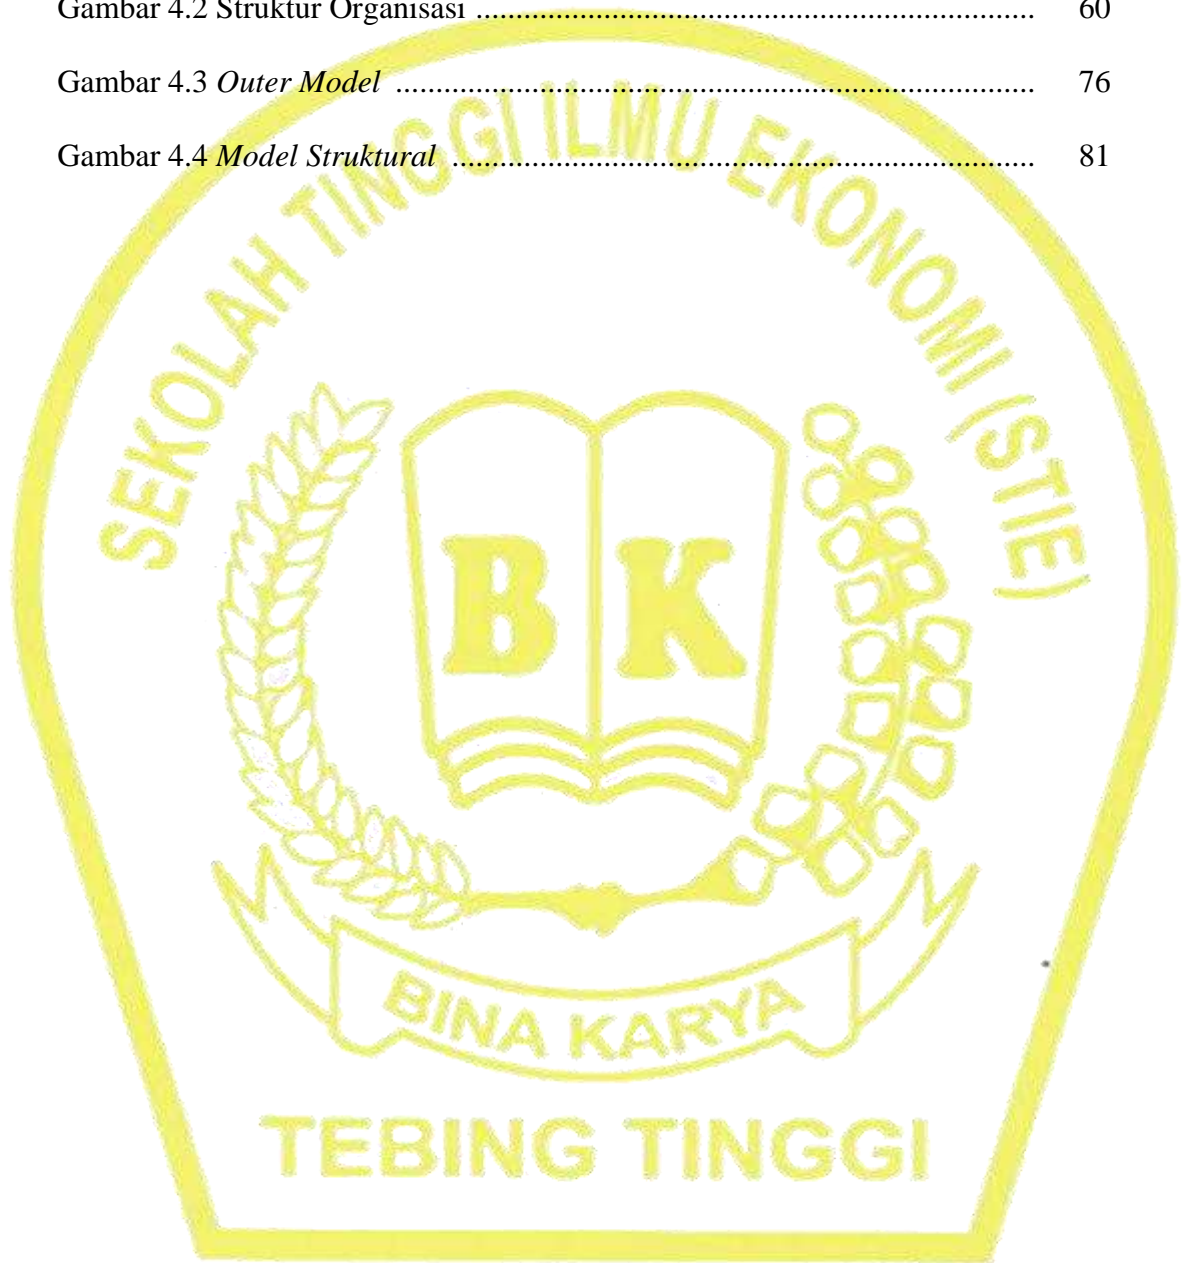 Gambar 4.2 Struktur Organisasi ...................................................................... 60
Gambar 4.3 Outer Model ................................................................................ 76
Gambar 4.4 Model Struktural ......................................................................... 81
SEKOLAH TINGGI ILMU EKONOMI (STIE)
B K
BINA KARYA
TEBING TINGGI